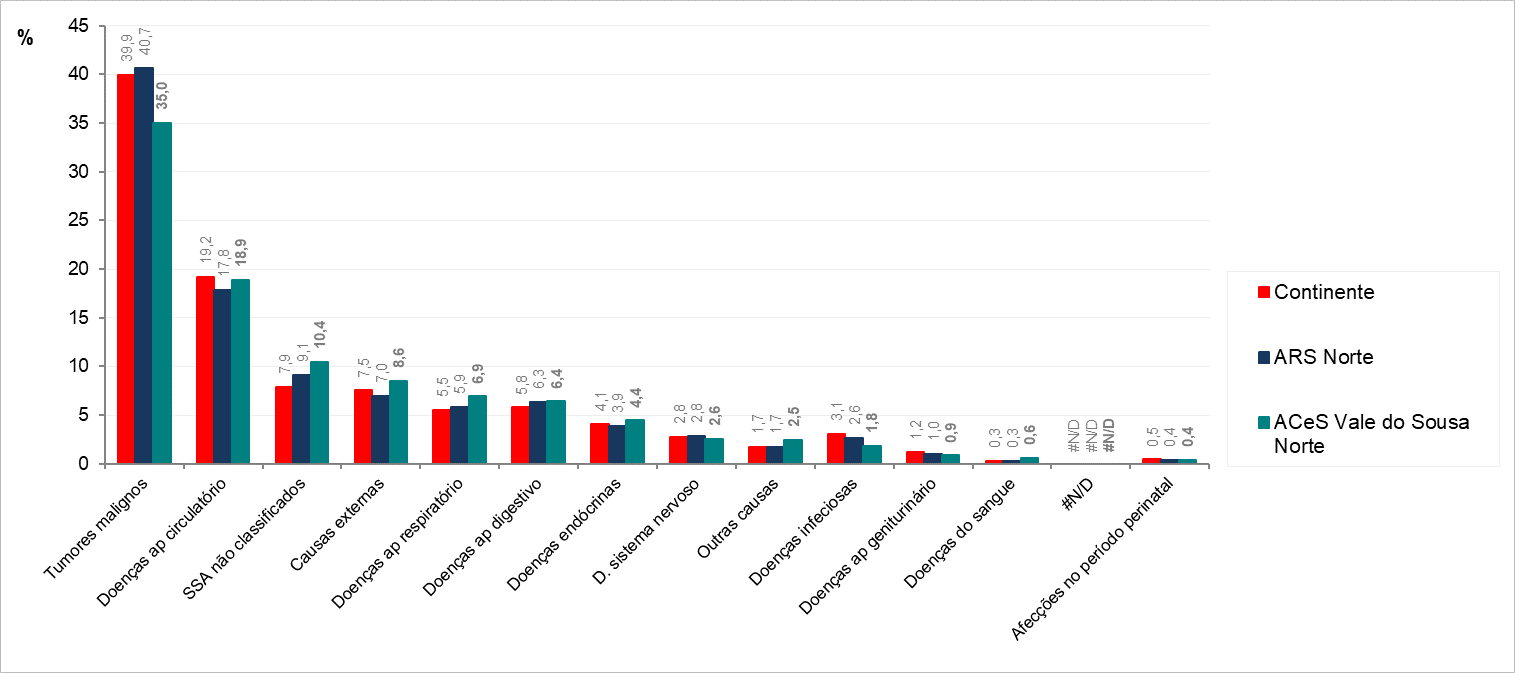 %
45
40
35
30
25
20
15
10
5
0
39,9
40,7
35,0
19,2
17,8
18,9
7,9
9,1
10,4
7,5
7,0
8,6
5,5
5,9
6,9
5,8
6,3
6,4
4,1
3,9
4,4
2,8
2,8
2,6
1,7
1,7
2,5
3,1
2,6
1,8
1,2
1,0
0,9
0,3
0,3
0,6
#N/D
#N/D
#N/D
0,5
0,4
0,4
Tumores malignos
Doenças ap circulatório
SSA não classificados
Causas externas
Doenças ap respiratório
Doenças ap digestivo
Doenças endócrinas
D. sistema nervoso
Outras causas
Doenças infeciosas
Doenças ap geniturinário
Doenças do sangue
#N/D
Afecções no período perinatal
Continente
ARS Norte
ACeS Vale do Sousa
Norte